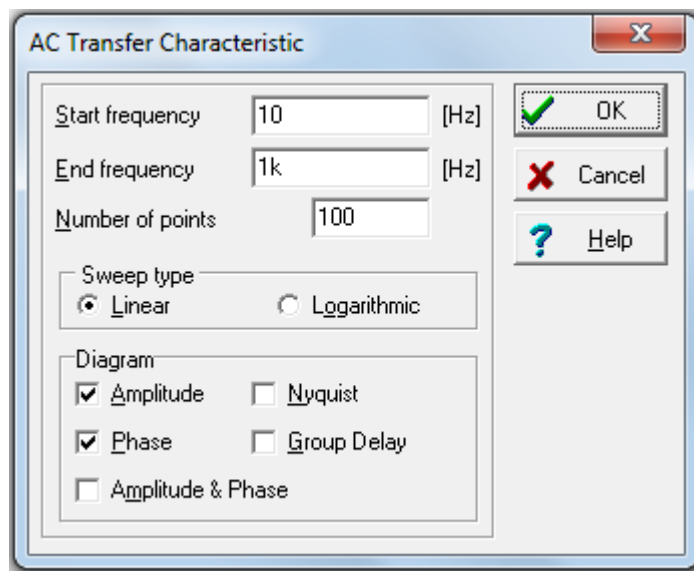 AC Transfer Characteristic
Start frequency 10 [Hz]
End frequency 1k [Hz]
Number of points 100
Sweep type
Linear Logarithmic
Diagram
Amplitude Nyquist
Phase Group Delay
Amplitude & Phase
OK
Cancel
? Help